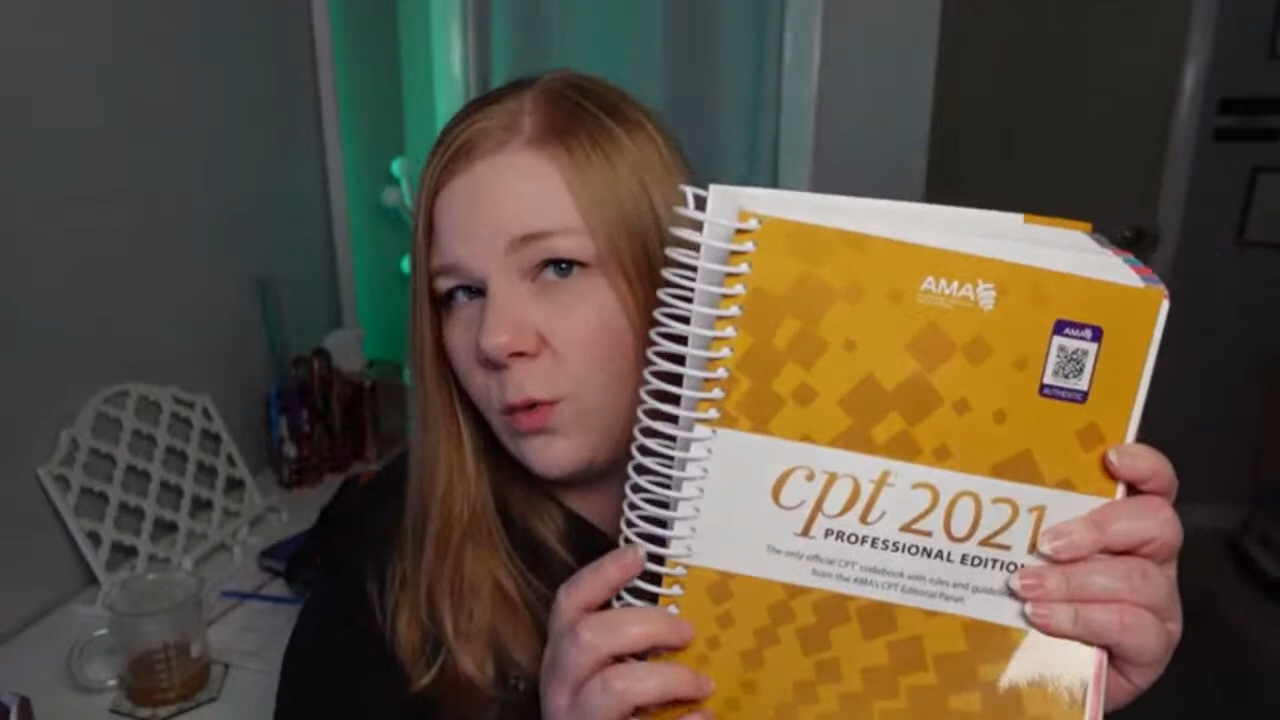 AMA
AMA
AUTHENTIC
cpt 2021
PROFESSIONAL EDITION
The only official CPT® codebook with rules and
from the AMA's CPT Editorial Panel.